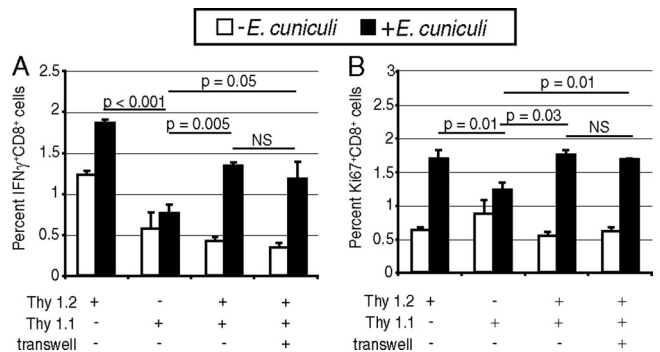 -E. cuniculi +E. cuniculi
A
Percent IFNγ+CD8+ cells
2.5
2
1.5
1
0.5
0
p < 0.001
p = 0.05
p = 0.005
NS
Thy 1.2 + - + +
Thy 1.1 - + + +
transwell - - - +
B
Percent Ki67+CD8+ cells
3
2.5
2
1.5
1
0.5
0
p = 0.01
p = 0.01
p = 0.03
NS
Thy 1.2 + - + +
Thy 1.1 - + + +
transwell - - - +